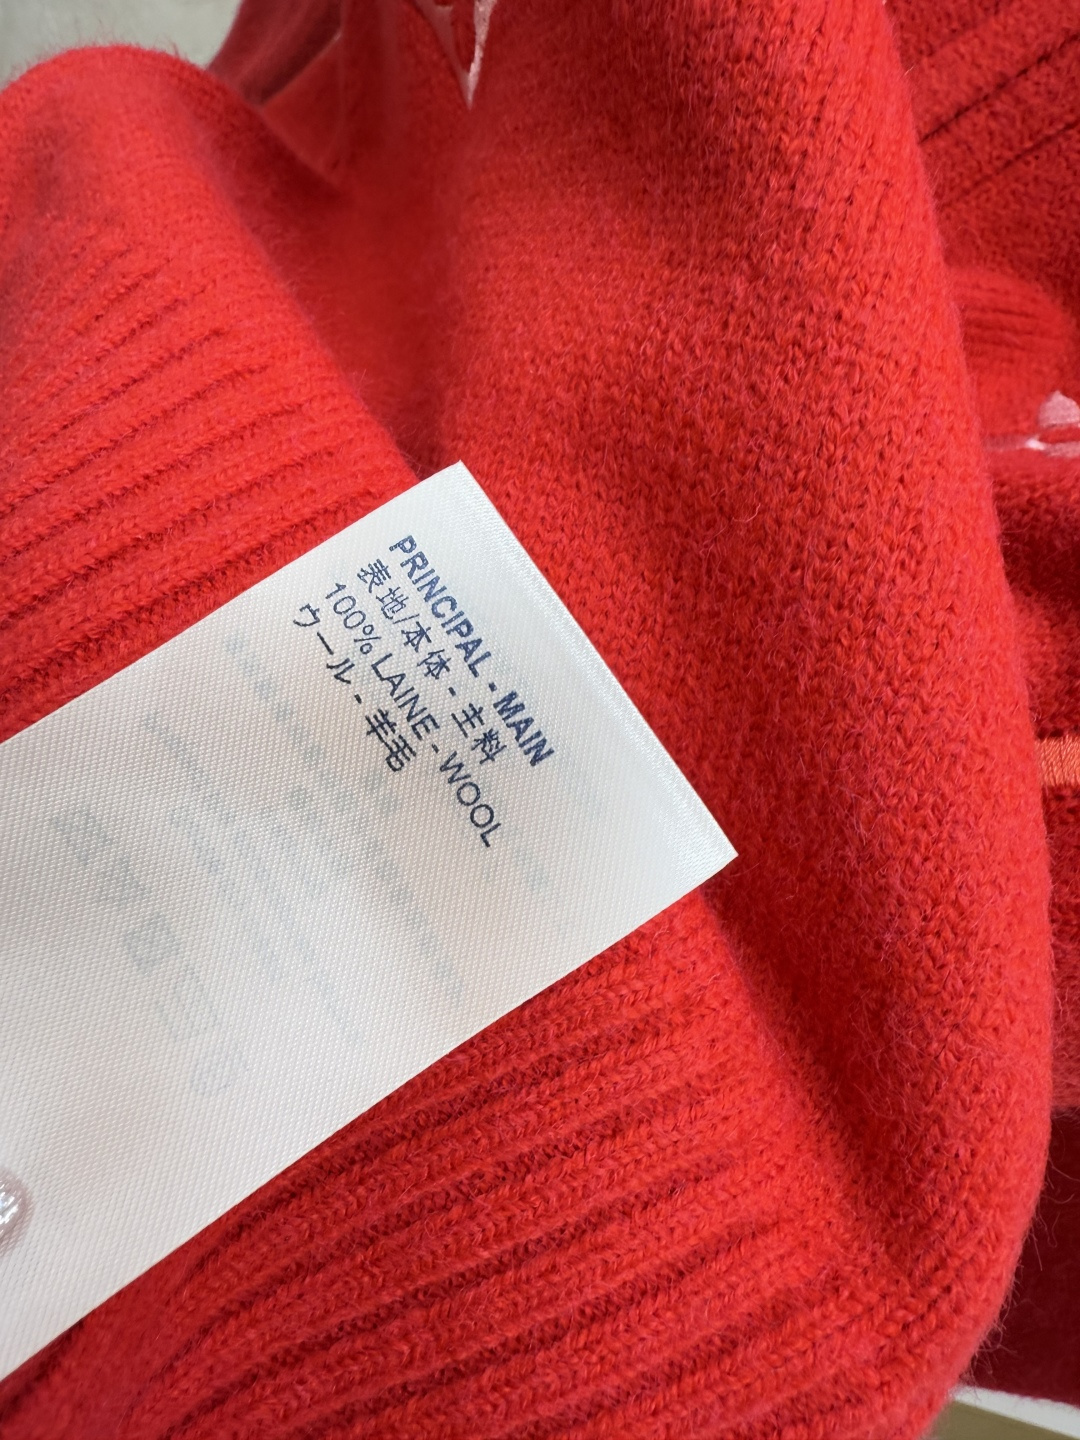 PRINCIPAL - MAIN
表地/本体 - 主料
100% LAINE - WOOL
ウール - 羊毛